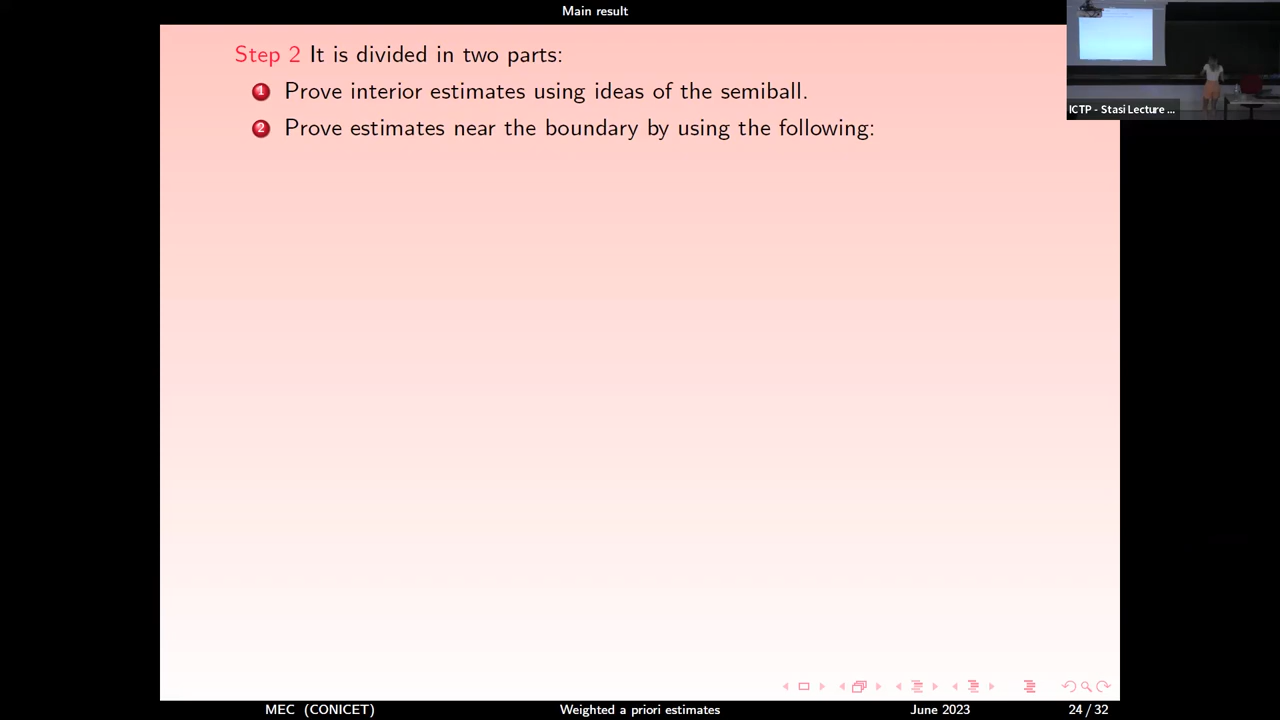 Main result
Step 2 It is divided in two parts:
1 Prove interior estimates using ideas of the semiball.
2 Prove estimates near the boundary by using the following:
ICTP - Stasi Lecture ...
MEC (CONICET) Weighted a priori estimates June 2023 24 / 32